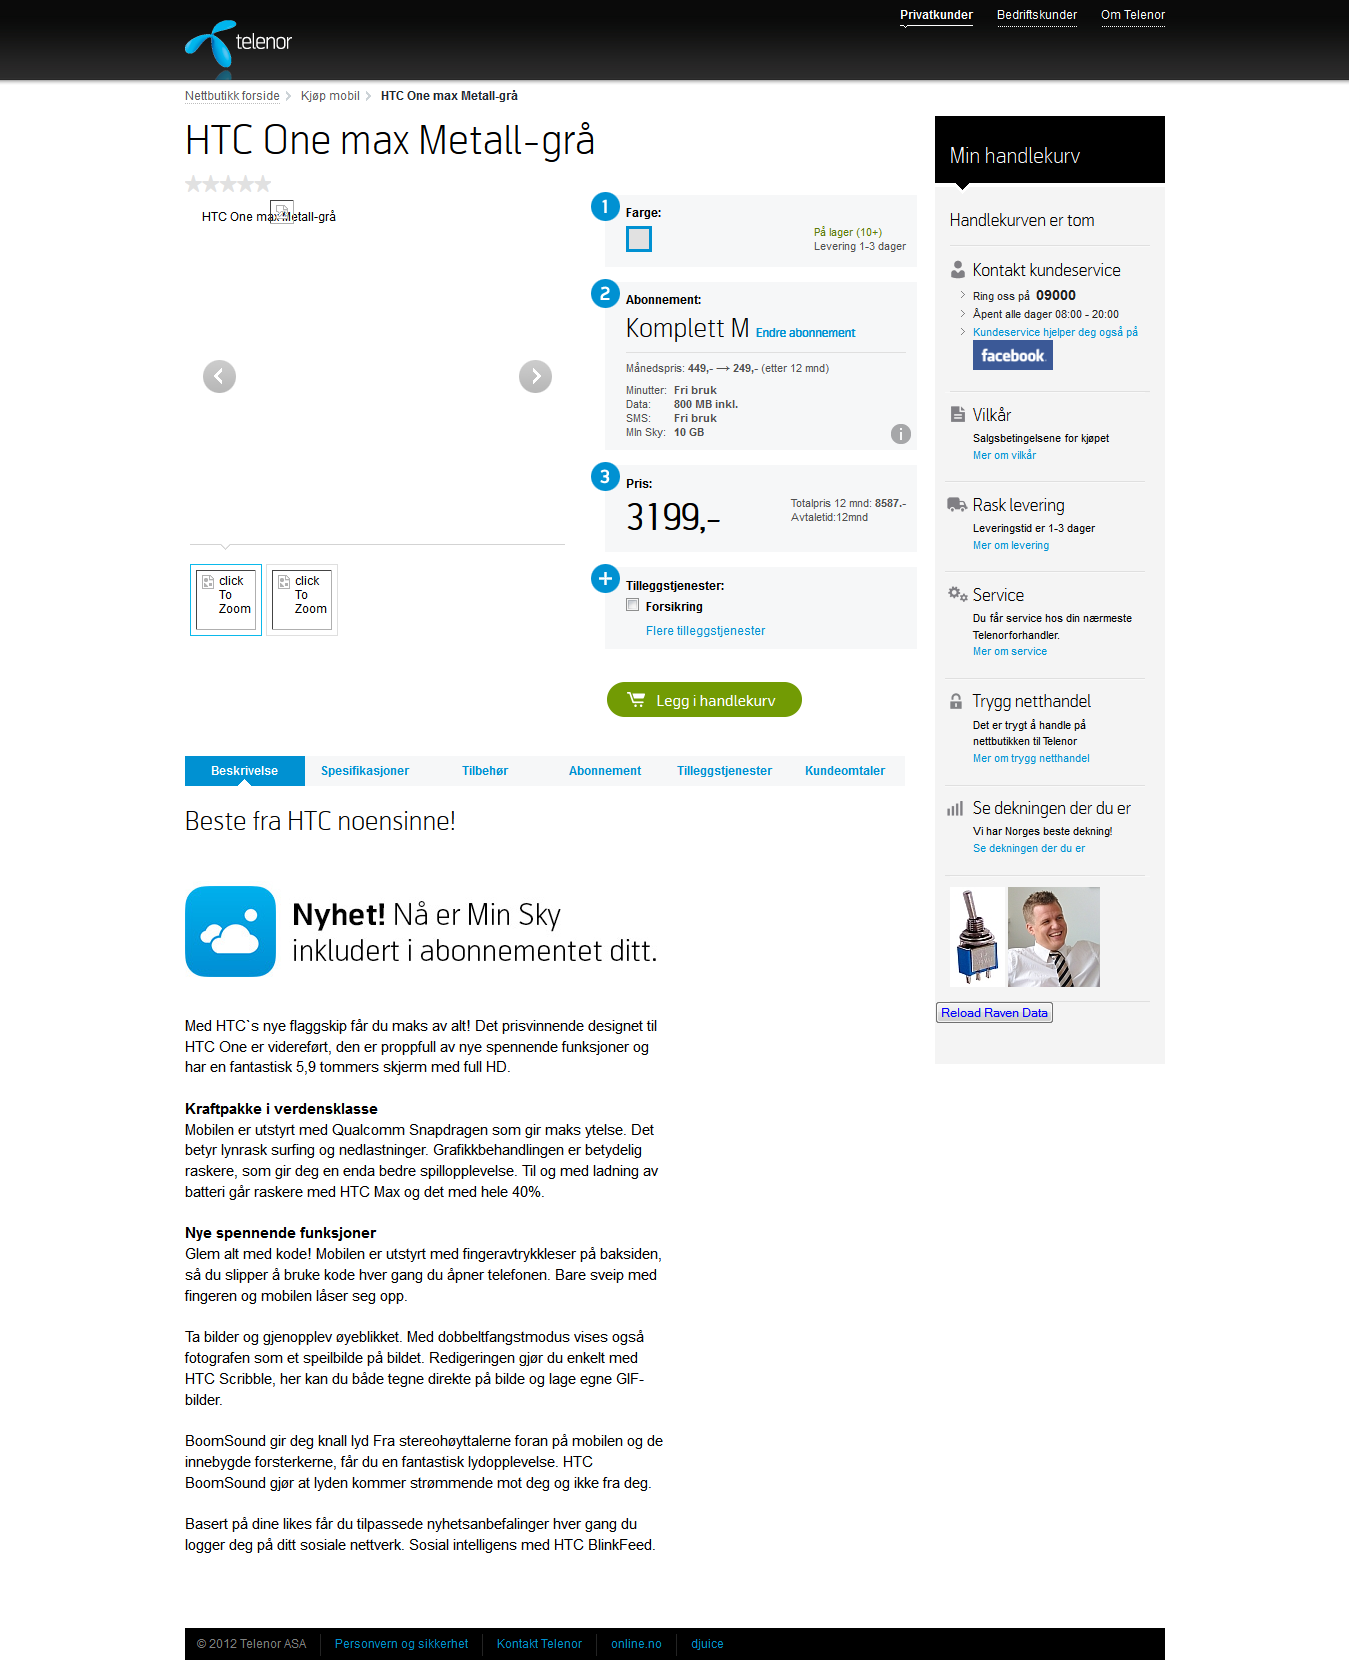 Privatkunder
Bedriftskunder
Om Telenor
telenor
Nettbutikk forside
Kjøp mobil
HTC One max Metall-grå
HTC One max Metall-grå
HTC One max Metall-grå
click
To
Zoom
click
To
Zoom
1
Farge:
På lager (10+)
Levering 1-3 dager
2
Abonnement:
Komplett M Endre abonnement
Månedspris: 449,- → 249,- (etter 12 mnd)
Minutter: Fri bruk
Data: 800 MB inkl.
SMS: Fri bruk
MIn Sky: 10 GB
3
Pris:
3199,-
Totalpris 12 mnd: 8587.-
Avtaletid:12mnd
Tilleggstjenester:
Forsikring
Flere tilleggstjenester
Legg i handlekurv
Min handlekurv
Handlekurven er tom
Kontakt kundeservice
Ring oss på 09000
Åpent alle dager 08:00 - 20:00
Kundeservice hjelper deg også på
facebook.
Vilkår
Salgsbetingelsene for kjøpet
Mer om vilkår
Rask levering
Leveringstid er 1-3 dager
Mer om levering
Service
Du får service hos din nærmeste
Telenorforhandler.
Mer om service
Trygg netthandel
Det er trygt å handle på
nettbutikken til Telenor
Mer om trygg netthandel
Se dekningen der du er
Vi har Norges beste dekning!
Se dekningen der du er
Reload Raven Data
Beskrivelse
Spesifikasjoner
Tilbehør
Abonnement
Tilleggstjenester
Kundeomtaler
Beste fra HTC noensinne!
Nyhet! Nå er Min Sky
inkludert i abonnementet ditt.
Med HTC`s nye flaggskip får du maks av alt! Det prisvinnende designet til
HTC One er videreført, den er proppfull av nye spennende funksjoner og
har en fantastisk 5,9 tommers skjerm med full HD.
Kraftpakke i verdensklasse
Mobilen er utstyrt med Qualcomm Snapdragen som gir maks ytelse. Det
betyr lynrask surfing og nedlastninger. Grafikkbehandlingen er betydelig
raskere, som gir deg en enda bedre spillopplevelse. Til og med ladning av
batteri går raskere med HTC Max og det med hele 40%.
Nye spennende funksjoner
Glem alt med kode! Mobilen er utstyrt med fingeravtrykkleser på baksiden,
så du slipper å bruke kode hver gang du åpner telefonen. Bare sveip med
fingeren og mobilen låser seg opp.
Ta bilder og gjenopplev øyeblikket. Med dobbeltfangstmodus vises også
fotografen som et speilbilde på bildet. Redigeringen gjør du enkelt med
HTC Scribble, her kan du både tegne direkte på bilde og lage egne GIF-
bilder.
BoomSound gir deg knall lyd Fra stereohøyttalerne foran på mobilen og de
innebygde forsterkerne, får du en fantastisk lydopplevelse. HTC
BoomSound gjør at lyden kommer strømmende mot deg og ikke fra deg.
Basert på dine likes får du tilpassede nyhetsanbefalinger hver gang du
logger deg på ditt sosiale nettverk. Sosial intelligens med HTC BlinkFeed.
© 2012 Telenor ASA
Personvern og sikkerhet
Kontakt Telenor
online.no
djuice